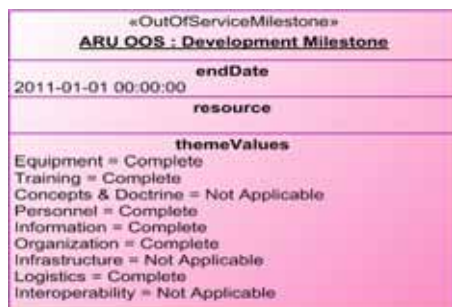 «OutOfServiceMilestone»
ARU OOS : Development Milestone
endDate
2011-01-01 00:00:00
resource
themeValues
Equipment = Complete
Training = Complete
Concepts & Doctrine = Not Applicable
Personnel = Complete
Information = Complete
Organization = Complete
Infrastructure = Not Applicable
Logistics = Complete
Interoperability = Not Applicable